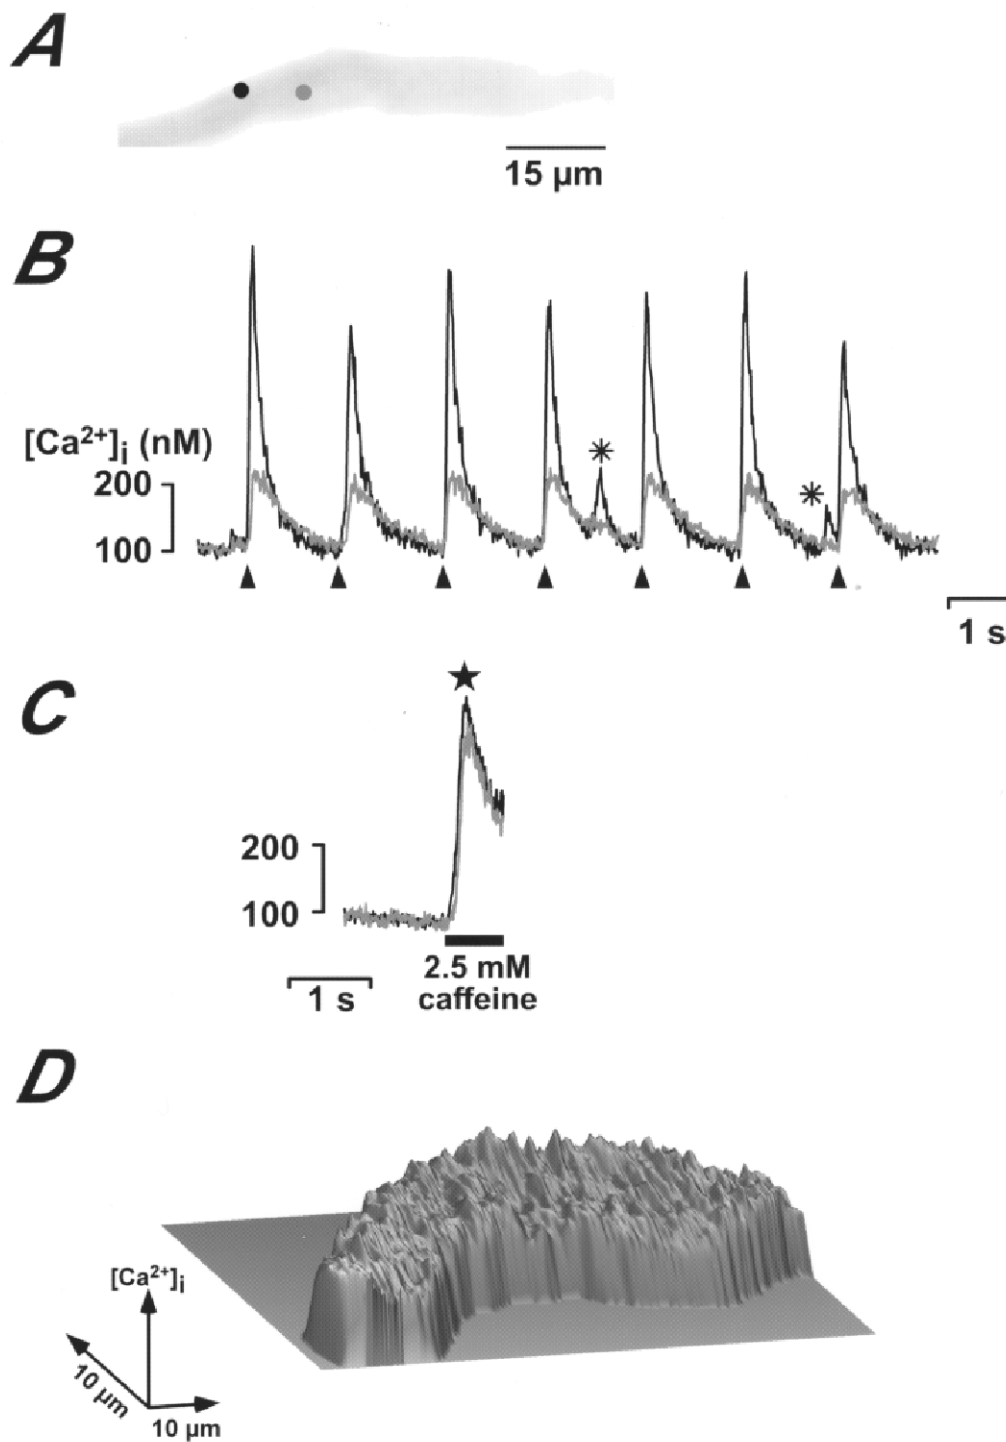 A
15 µm
B
[Ca²⁺]ᵢ (nM)
200
100
1 s
C
200
100
1 s
2.5 mM
caffeine
D
[Ca²⁺]ᵢ
10 µm
10 µm